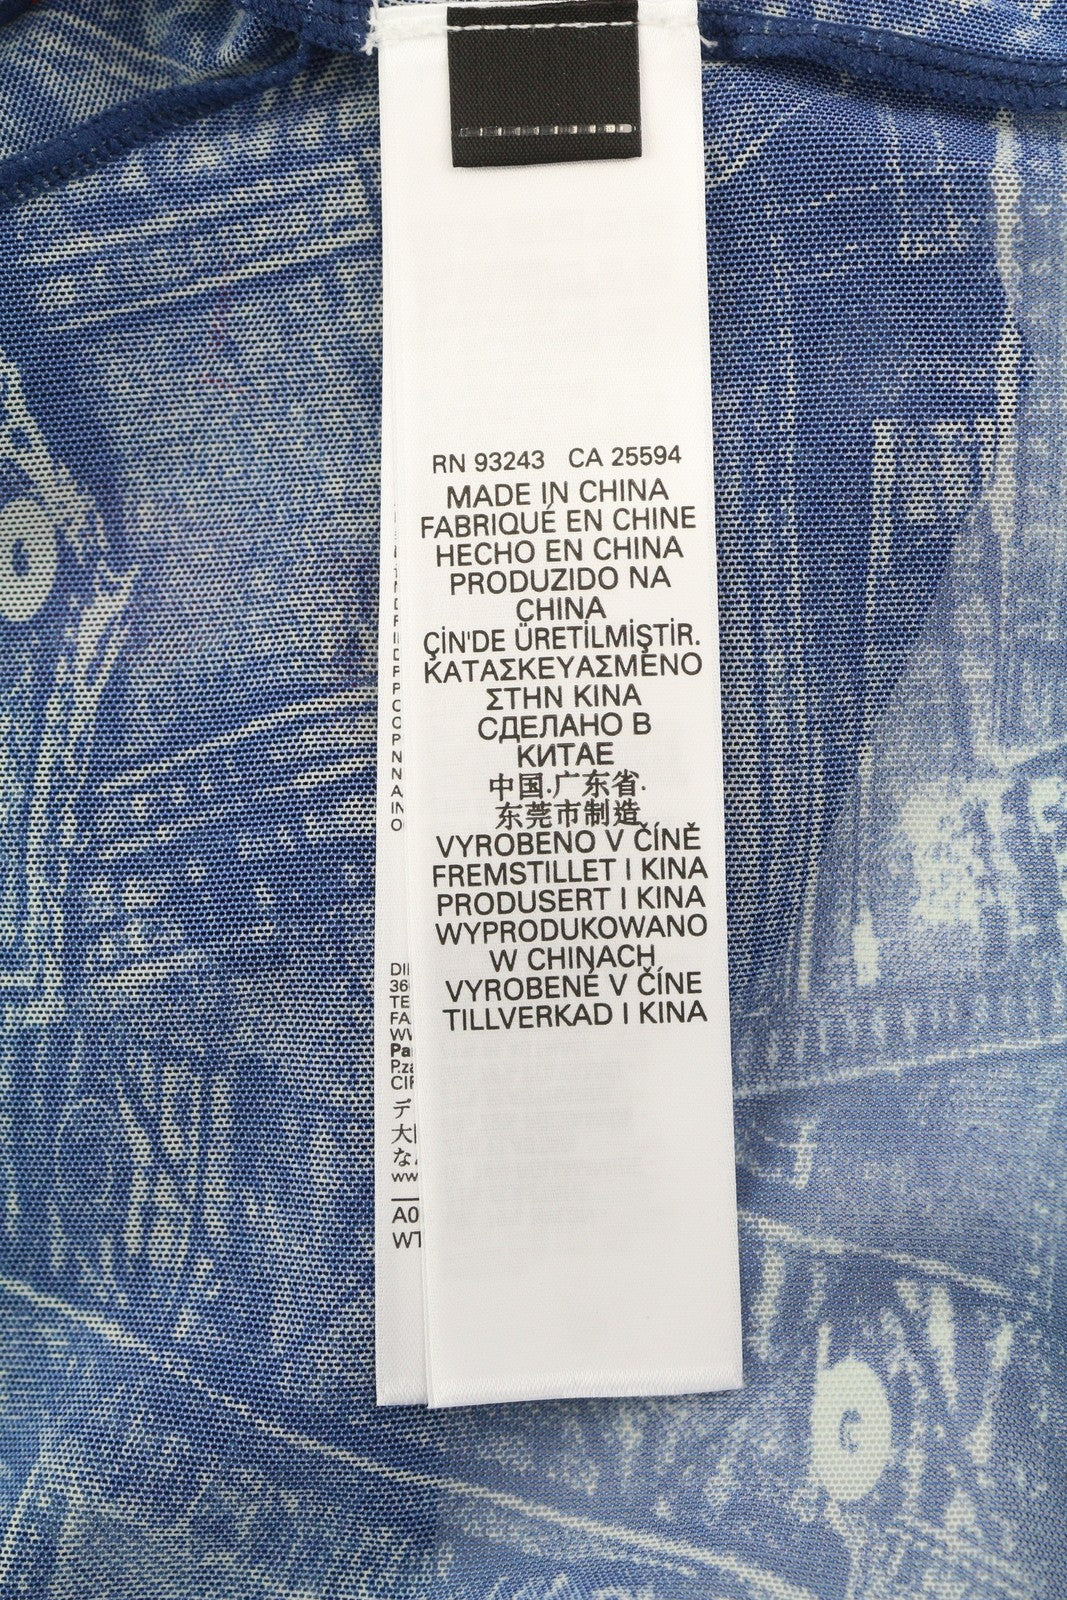 RN 93243 CA 25594
MADE IN CHINA
FABRIQUÉ EN CHINE
HECHO EN CHINA
PRODUZIDO NA
CHINA
ÇİN'DE ÜRETİLMİŞTİR.
ΚΑΤΑΣΚΕΥΑΣΜΕΝΟ
ΣΤΗΝ ΚΙΝΑ
СДЕЛАНО В
КИТАЕ
中国.广东省.
东莞市制造
VYROBENO V ČÍNĚ
FREMSTILLET I KINA
PRODUSERT I KINA
WYPRODUKOWANO
W CHINACH
VYROBENÉ V ČÍNE
TILLVERKAD I KINA